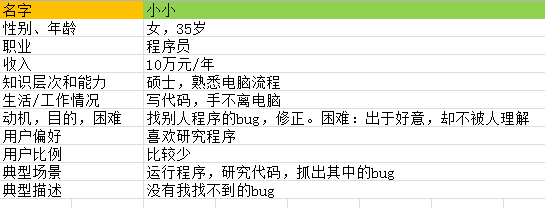 名字 小小
性别、年龄 女，35岁
职业 程序员
收入 10万元/年
知识层次和能力 硕士，熟悉电脑流程
生活/工作情况 写代码，手不离电脑
动机，目的，困难 找别人程序的bug，修正。困难：出于好意，却不被人理解
用户偏好 喜欢研究程序
用户比例 比较少
典型场景 运行程序，研究代码，抓出其中的bug
典型描述 没有我找不到的bug